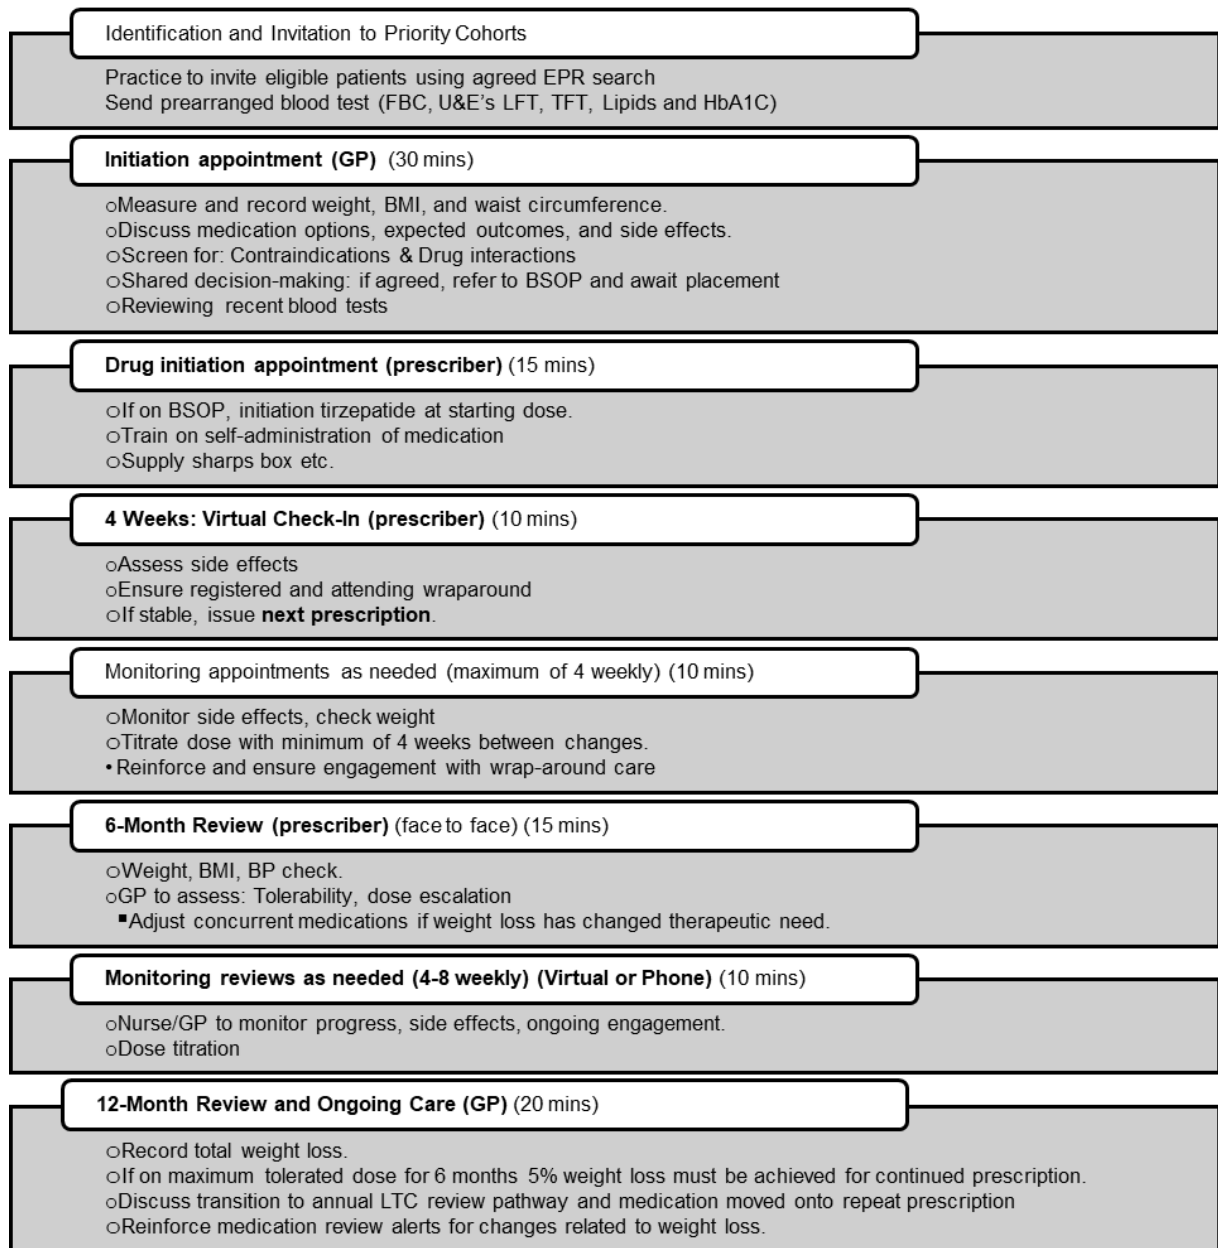 Identification and Invitation to Priority Cohorts
Practice to invite eligible patients using agreed EPR search
Send prearranged blood test (FBC, U&E's LFT, TFT, Lipids and HbA1C)
Initiation appointment (GP) (30 mins)
oMeasure and record weight, BMI, and waist circumference.
oDiscuss medication options, expected outcomes, and side effects.
oScreen for: Contraindications & Drug interactions
oShared decision-making: if agreed, refer to BSOP and await placement
oReviewing recent blood tests
Drug initiation appointment (prescriber) (15 mins)
oIf on BSOP, initiation tirzepatide at starting dose.
oTrain on self-administration of medication
oSupply sharps box etc.
4 Weeks: Virtual Check-In (prescriber) (10 mins)
oAssess side effects
oEnsure registered and attending wraparound
oIf stable, issue next prescription.
Monitoring appointments as needed (maximum of 4 weekly) (10 mins)
oMonitor side effects, check weight
oTitrate dose with minimum of 4 weeks between changes.
•Reinforce and ensure engagement with wrap-around care
6-Month Review (prescriber) (face to face) (15 mins)
oWeight, BMI, BP check.
oGP to assess: Tolerability, dose escalation
▪Adjust concurrent medications if weight loss has changed therapeutic need.
Monitoring reviews as needed (4-8 weekly) (Virtual or Phone) (10 mins)
oNurse/GP to monitor progress, side effects, ongoing engagement.
oDose titration
12-Month Review and Ongoing Care (GP) (20 mins)
oRecord total weight loss.
oIf on maximum tolerated dose for 6 months 5% weight loss must be achieved for continued prescription.
oDiscuss transition to annual LTC review pathway and medication moved onto repeat prescription
oReinforce medication review alerts for changes related to weight loss.